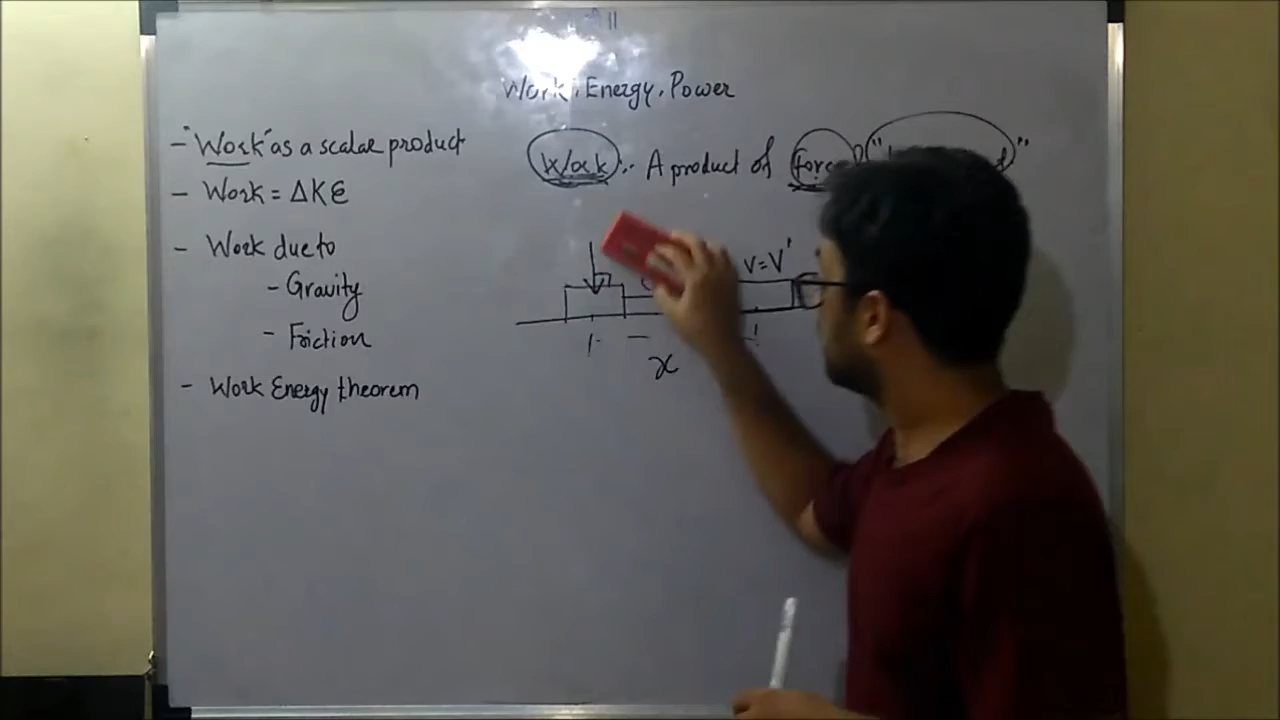 Work, Energy, Power
- "Work" as a scalar product
- Work = ΔKE
- Work due to
- Gravity
- Friction
- Work Energy theorem
Work :- A product of force
V=V'
x